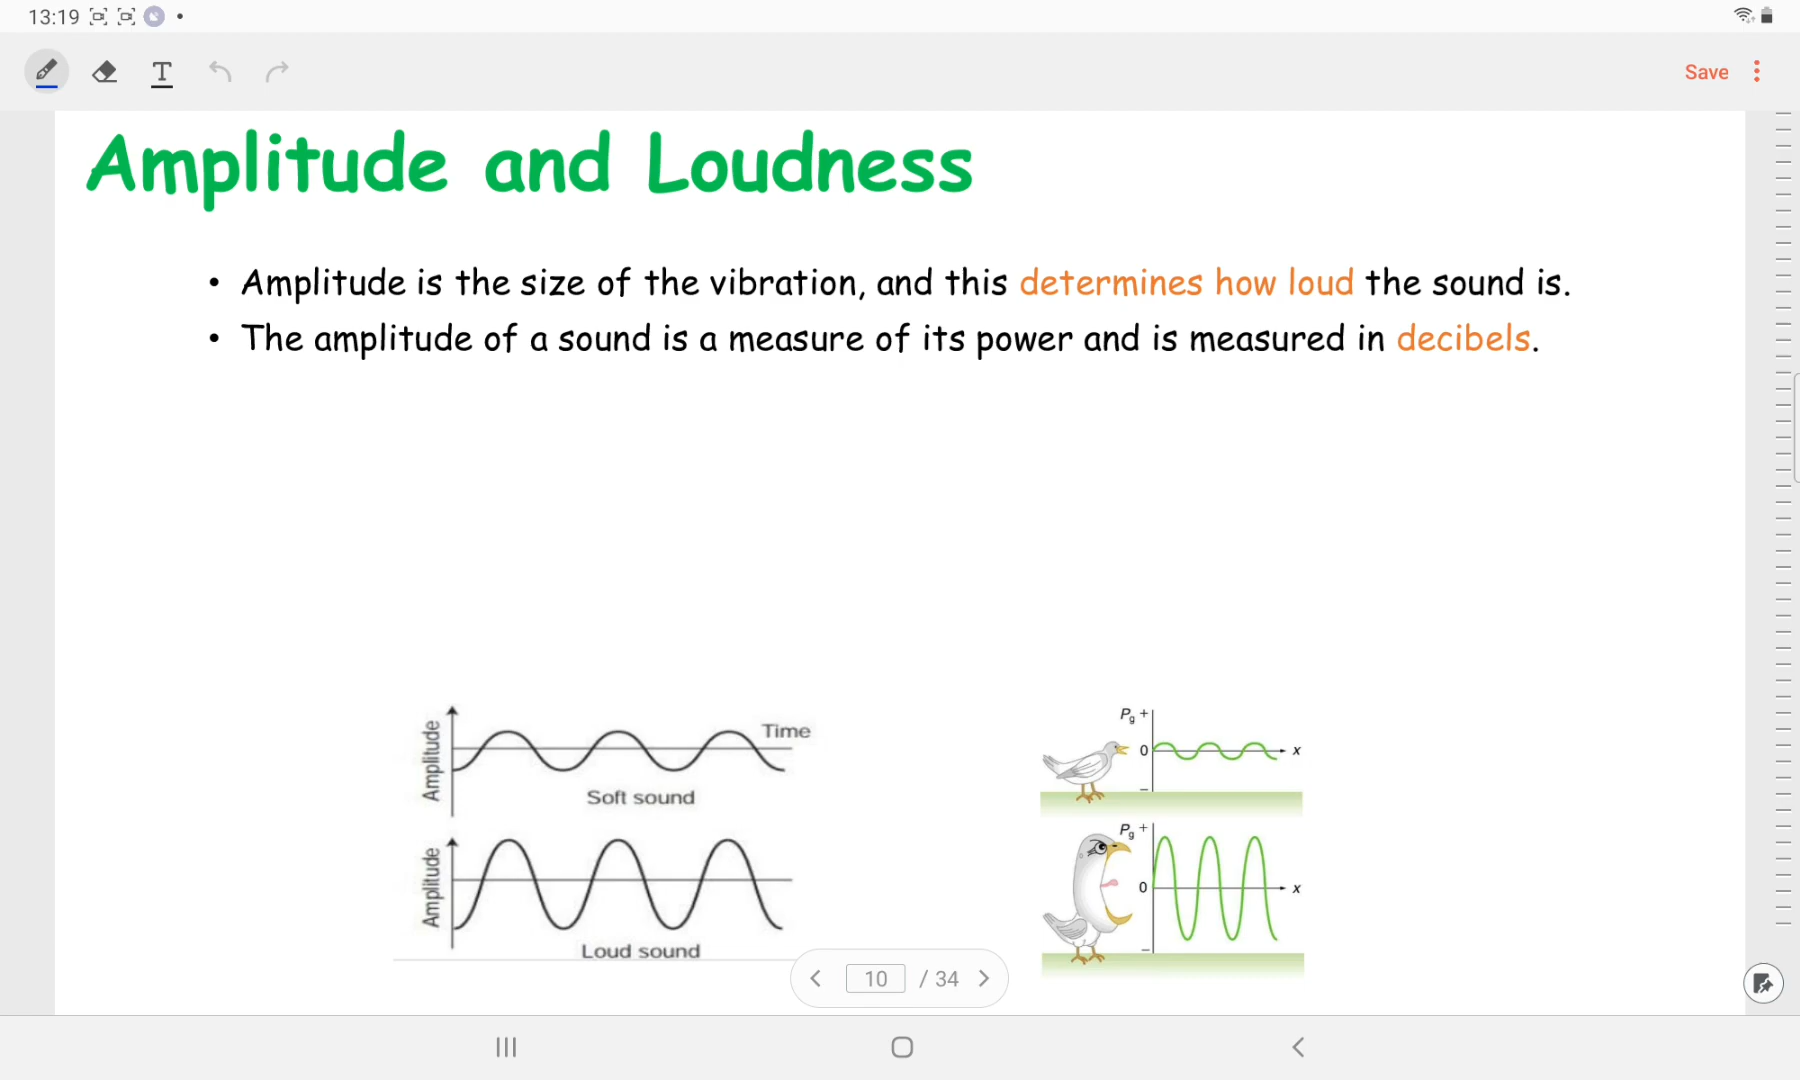 13:19
T
Save
Amplitude and Loudness
• Amplitude is the size of the vibration, and this determines how loud the sound is.
• The amplitude of a sound is a measure of its power and is measured in decibels.
Amplitude
Time
Soft sound
Amplitude
Loud sound
Pg +
0
x
–
Pg +
0
x
–
10 / 34